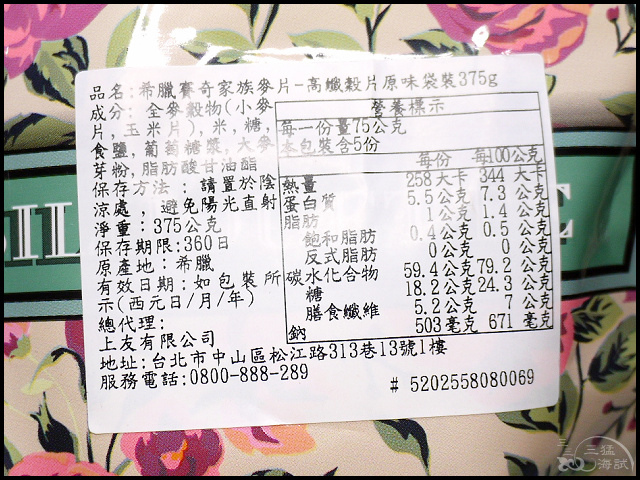 品名:希臘賽奇家族麥片-高纖穀片原味袋裝375g
成分: 全麥穀物(小麥
片,玉米片),米,糖,
食鹽,葡萄糖漿,大麥
芽粉,脂肪酸甘油酯
保存方法 : 請置於陰
涼處 , 避免陽光直射
淨重 : 375公克
保存期限:360日
原產地 : 希臘
有效日期: 如包裝所
示(西元日/月/年)
總代理:
上友有限公司
地址:台北市中山區松江路313巷13號1樓
服務電話:0800-888-289
營養標示
每一份量75公克
本包裝含5份
每份 每100公克
熱量 258 大卡 344 大卡
蛋白質 5.5 公克 7.3 公克
脂肪 1 公克 1.4 公克
飽和脂肪 0.4 公克 0.5 公克
反式脂肪 0 公克 0 公克
碳水化合物 59.4 公克 79.2 公克
糖 18.2 公克 24.3 公克
膳食纖維 5.2 公克 7 公克
鈉 503 毫克 671 毫克
# 5202558080069
三猛
海試